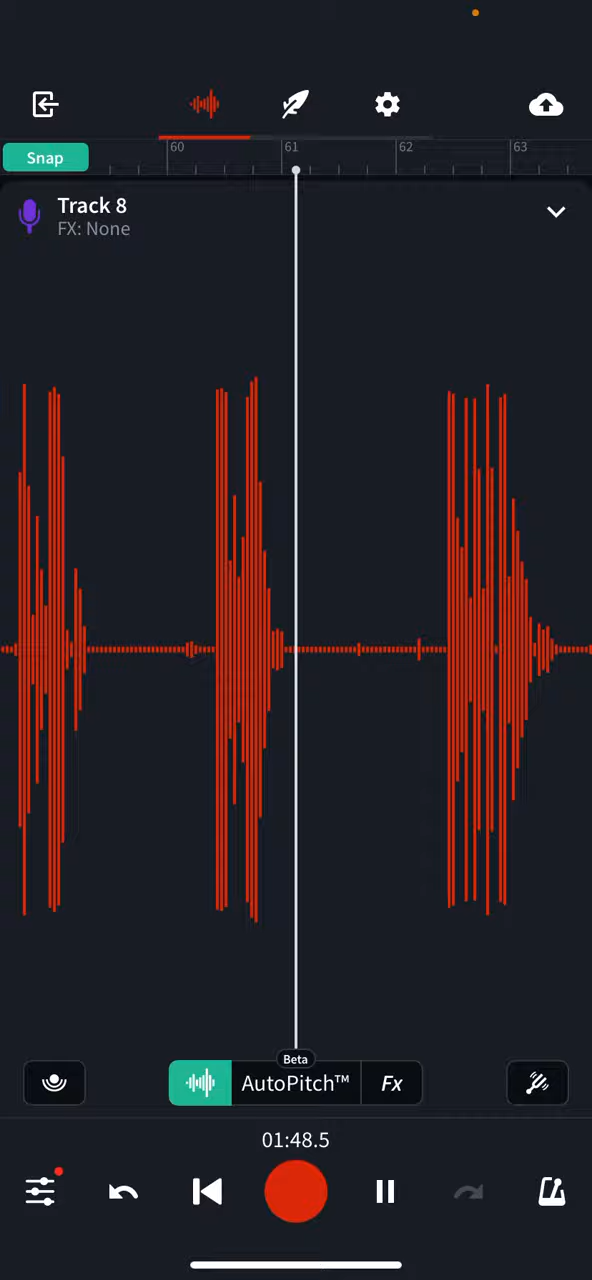 60
61
62
63
Snap
Track 8
FX: None
Beta
AutoPitch™
Fx
01:48.5